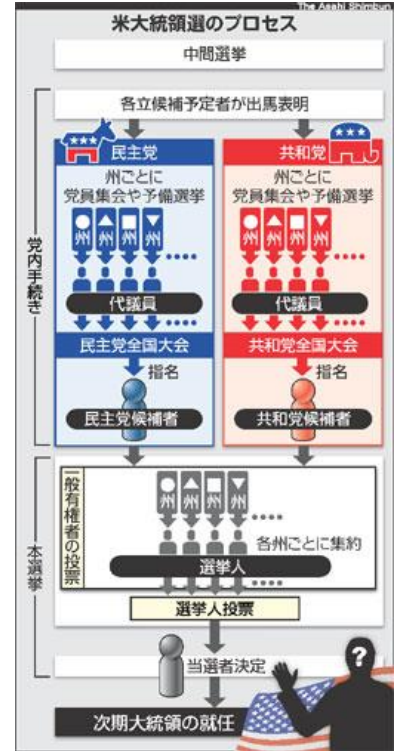 The Asahi Shimbun
米大統領選のプロセス
中間選挙
各立候補予定者が出馬表明
党内手続き
民主党
州ごとに
党員集会や予備選挙
州 州 州 州
代議員
民主党全国大会
指名
民主党候補者
共和党
州ごとに
党員集会や予備選挙
州 州 州 州
代議員
共和党全国大会
指名
共和党候補者
本選挙
一般有権者の投票
州 州 州 州
各州ごとに集約
選挙人
選挙人投票
当選者決定
?
次期大統領の就任